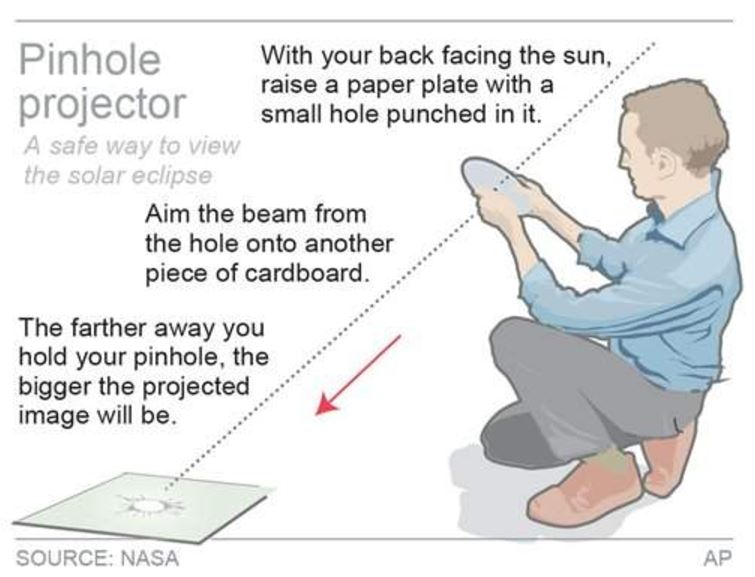 Pinhole
projector
A safe way to view
the solar eclipse
With your back facing the sun,
raise a paper plate with a
small hole punched in it.
Aim the beam from
the hole onto another
piece of cardboard.
The farther away you
hold your pinhole, the
bigger the projected
image will be.
SOURCE: NASA
AP